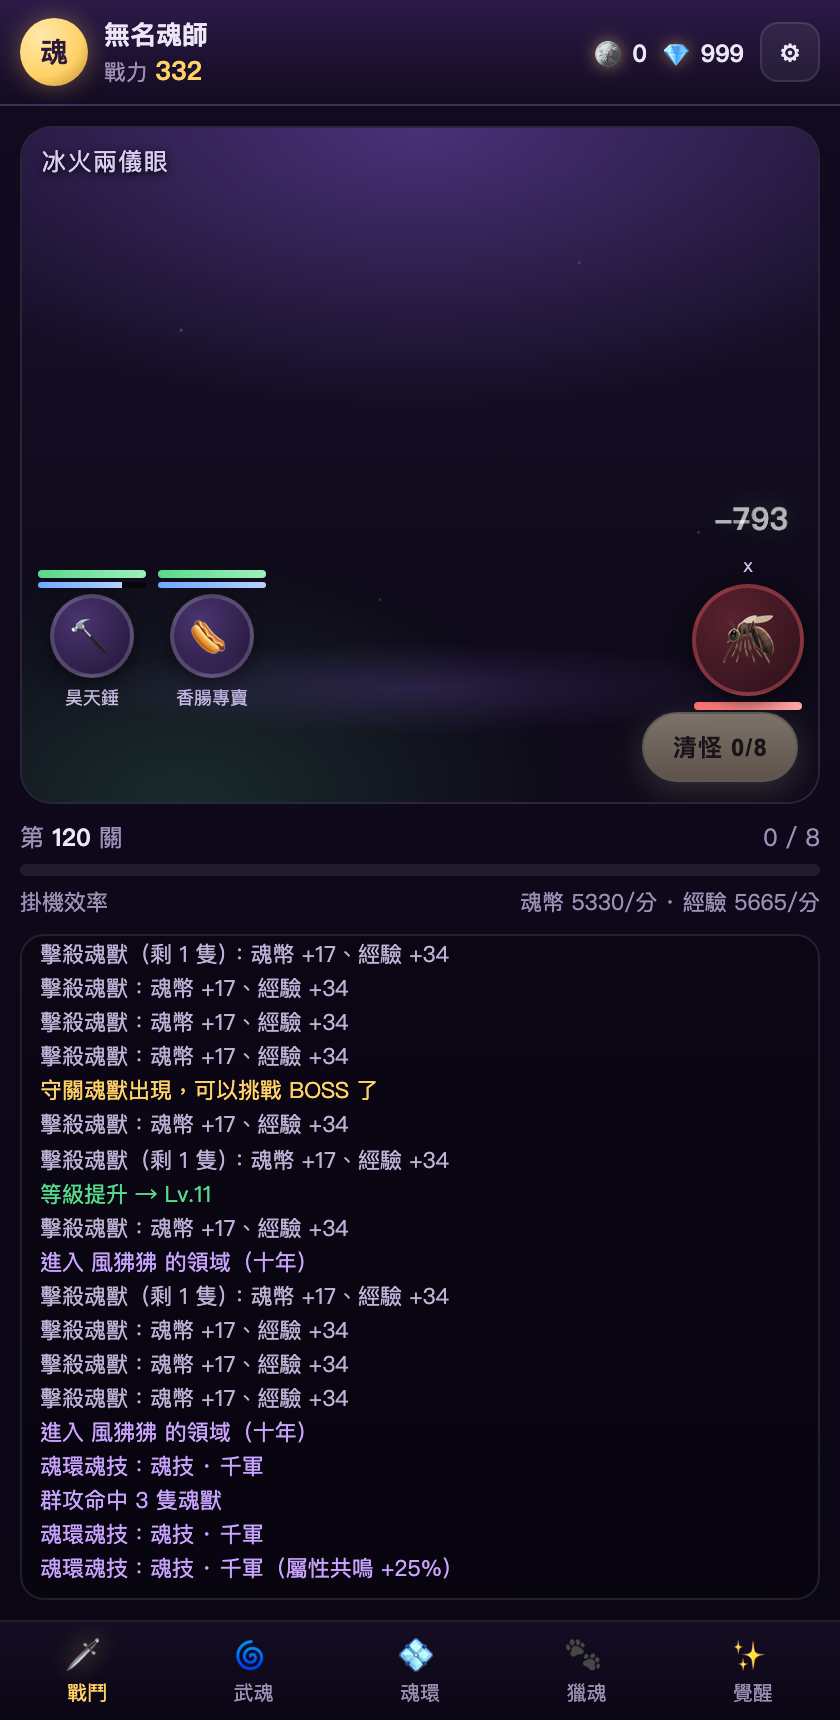 魂
無名魂師
戰力 332
0
999
冰火兩儀眼
-793
x
昊天錘
香腸專賣
清怪 0/8
第 120 關
0 / 8
掛機效率
魂幣 5330/分 · 經驗 5665/分
擊殺魂獸（剩 1 隻）：魂幣 +17、經驗 +34
擊殺魂獸：魂幣 +17、經驗 +34
擊殺魂獸：魂幣 +17、經驗 +34
擊殺魂獸：魂幣 +17、經驗 +34
守關魂獸出現，可以挑戰 BOSS 了
擊殺魂獸：魂幣 +17、經驗 +34
擊殺魂獸（剩 1 隻）：魂幣 +17、經驗 +34
等級提升 → Lv.11
擊殺魂獸：魂幣 +17、經驗 +34
進入 風狒狒 的領域（十年）
擊殺魂獸（剩 1 隻）：魂幣 +17、經驗 +34
擊殺魂獸：魂幣 +17、經驗 +34
擊殺魂獸：魂幣 +17、經驗 +34
擊殺魂獸：魂幣 +17、經驗 +34
進入 風狒狒 的領域（十年）
魂環魂技：魂技 · 千軍
群攻命中 3 隻魂獸
魂環魂技：魂技 · 千軍
魂環魂技：魂技 · 千軍（屬性共鳴 +25%）
戰鬥
武魂
魂環
獵魂
覺醒